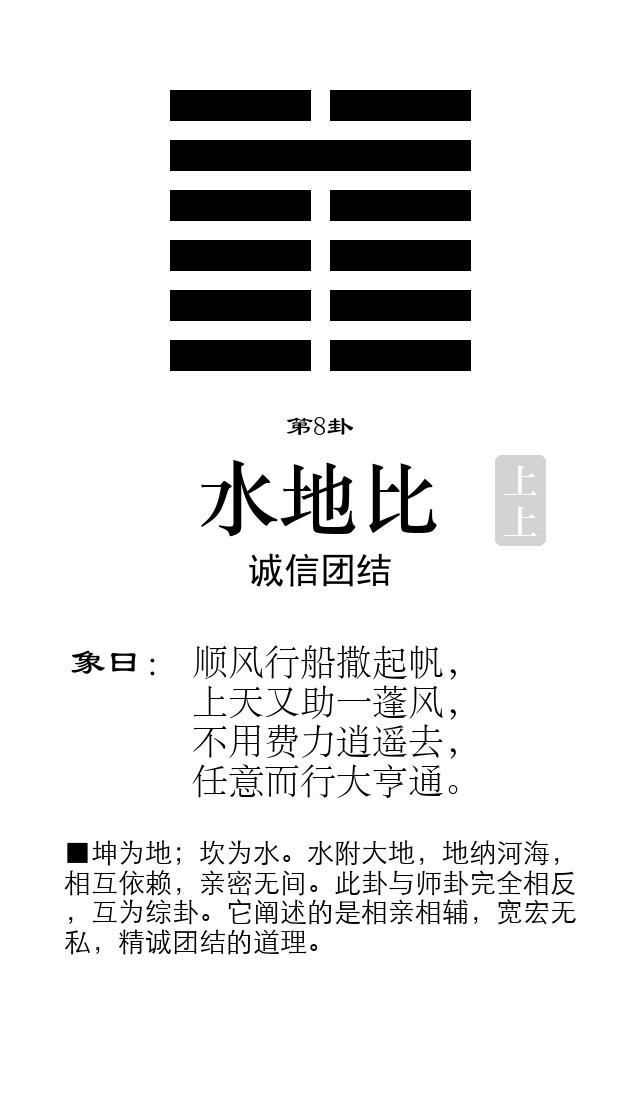 第8卦
水地比
上上
诚信团结
象曰：顺风行船撒起帆，
上天又助一蓬风，
不用费力逍遥去，
任意而行大亨通。
■坤为地；坎为水。水附大地，地纳河海，
相互依赖，亲密无间。此卦与师卦完全相反
，互为综卦。它阐述的是相亲相辅，宽宏无
私，精诚团结的道理。